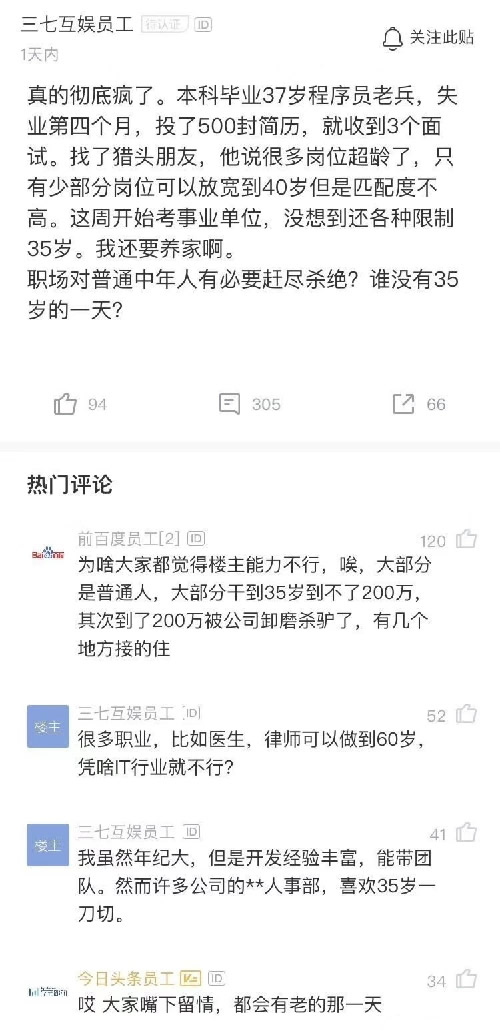 三七互娱员工 待认证 ID
1天内
关注此贴
真的彻底疯了。本科毕业37岁程序员老兵，失
业第四个月，投了500封简历，就收到3个面
试。找了猎头朋友，他说很多岗位超龄了，只
有少部分岗位可以放宽到40岁但是匹配度不
高。这周开始考事业单位，没想到还各种限制
35岁。我还要养家啊。
职场对普通中年人有必要赶尽杀绝？谁没有35
岁的一天？
94 305 66
热门评论
前百度员工[2] ID
120
Bai 百度
为啥大家都觉得楼主能力不行，唉，大部分
是普通人，大部分干到35岁到不了200万，
其次到了200万被公司卸磨杀驴了，有几个
地方接的住
楼主
三七互娱员工 ID
52
很多职业，比如医生，律师可以做到60岁，
凭啥IT行业就不行？
楼主
三七互娱员工 ID
41
我虽然年纪大，但是开发经验丰富，能带团
队。然而许多公司的**人事部，喜欢35岁一
刀切。
今日头条员工 ID
34
哎 大家嘴下留情，都会有老的那一天